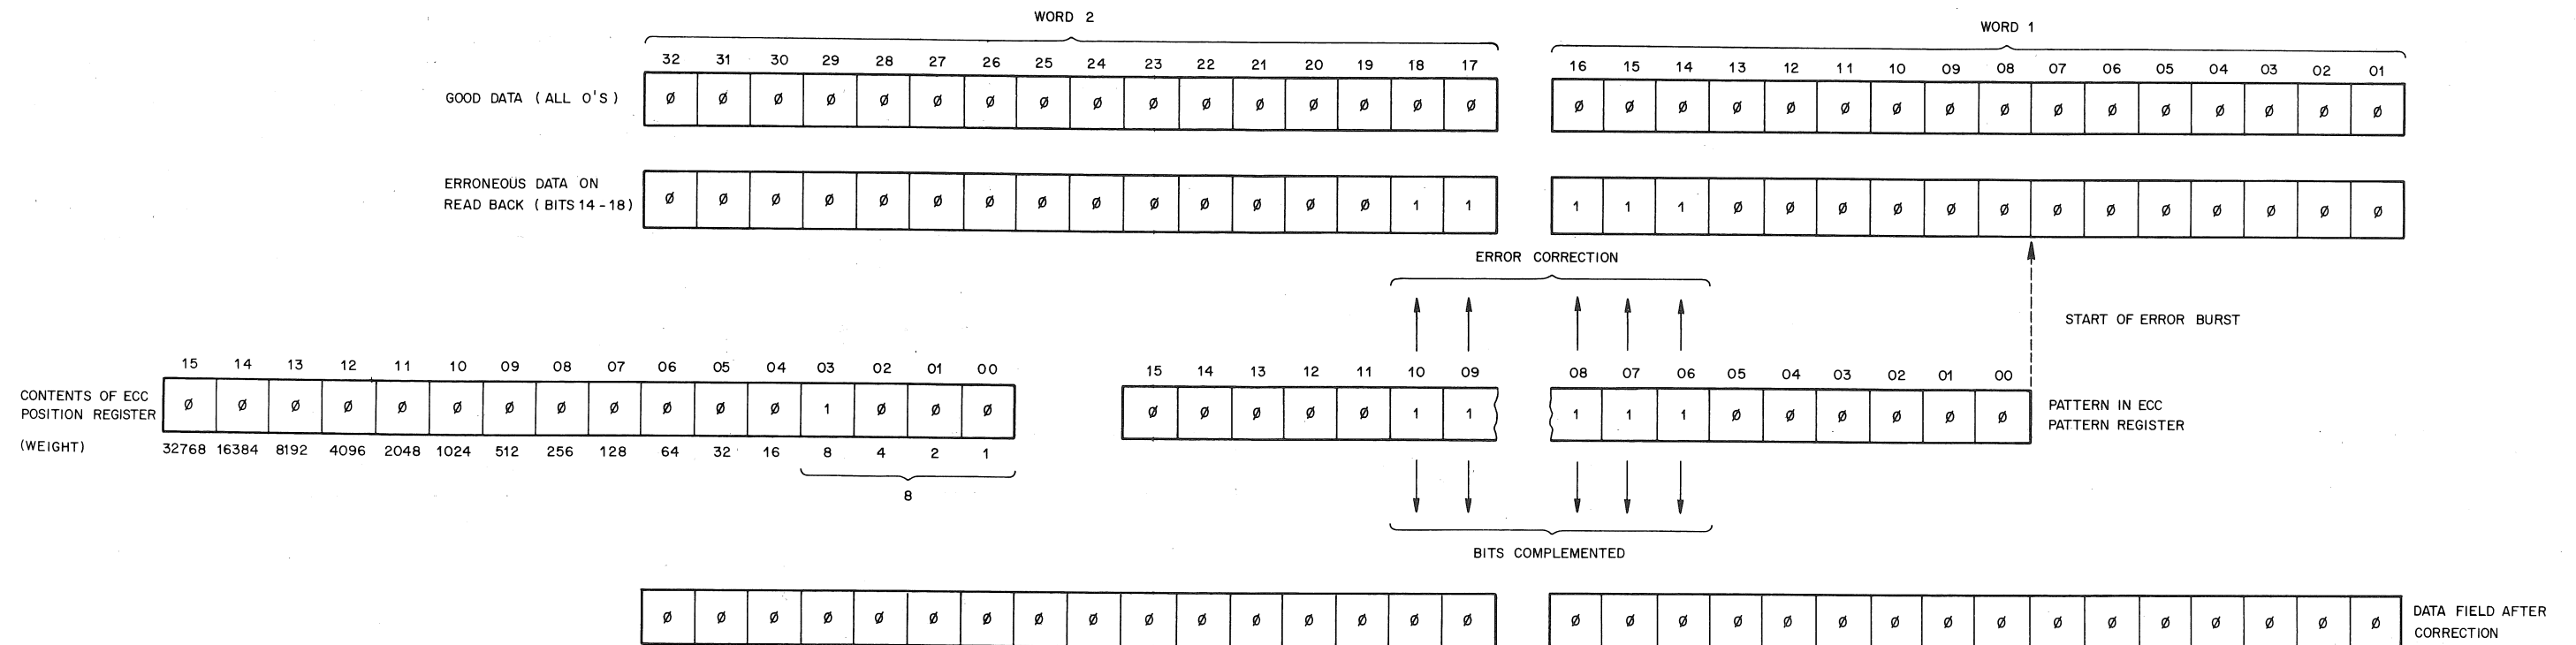 WORD 2
WORD 1
32 31 30 29 28 27 26 25 24 23 22 21 20 19 18 17 16 15 14 13 12 11 10 09 08 07 06 05 04 03 02 01
GOOD DATA ( ALL O'S ) Ø Ø Ø Ø Ø Ø Ø Ø Ø Ø Ø Ø Ø Ø Ø Ø Ø Ø Ø Ø Ø Ø Ø Ø Ø Ø Ø Ø Ø Ø Ø Ø
ERRONEOUS DATA ON
READ BACK ( BITS 14 - 18) Ø Ø Ø Ø Ø Ø Ø Ø Ø Ø Ø Ø Ø Ø 1 1 1 1 1 Ø Ø Ø Ø Ø Ø Ø Ø Ø Ø Ø Ø Ø
ERROR CORRECTION
START OF ERROR BURST
15 14 13 12 11 10 09 08 07 06 05 04 03 02 01 00 15 14 13 12 11 10 09 08 07 06 05 04 03 02 01 00
CONTENTS OF ECC
POSITION REGISTER Ø Ø Ø Ø Ø Ø Ø Ø Ø Ø Ø Ø 1 Ø Ø Ø Ø Ø Ø Ø Ø 1 1 1 1 1 Ø Ø Ø Ø Ø Ø
PATTERN IN ECC
PATTERN REGISTER
(WEIGHT) 32768 16384 8192 4096 2048 1024 512 256 128 64 32 16 8 4 2 1
8
BITS COMPLEMENTED
Ø Ø Ø Ø Ø Ø Ø Ø Ø Ø Ø Ø Ø Ø Ø Ø Ø Ø Ø Ø Ø Ø Ø Ø Ø Ø Ø Ø Ø Ø Ø Ø
DATA FIELD AFTER
CORRECTION